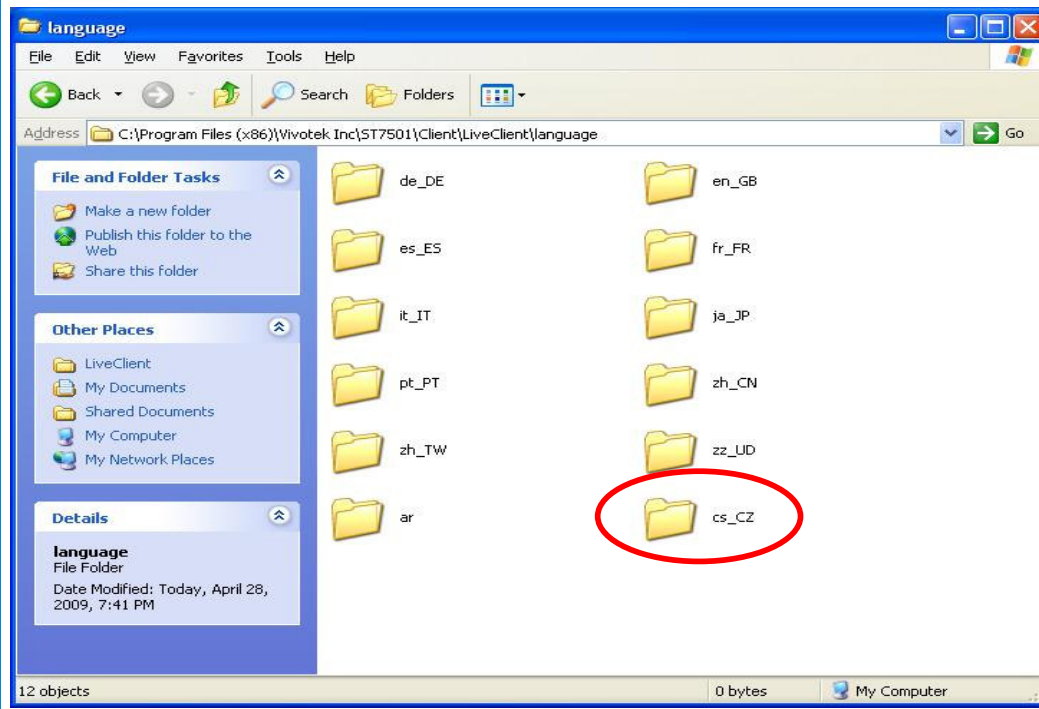 language
File Edit View Favorites Tools Help
Back Search Folders
Address C:\Program Files (x86)\Vivotek Inc\ST7501\Client\LiveClient\language Go
File and Folder Tasks
Make a new folder
Publish this folder to the
Web
Share this folder
Other Places
LiveClient
My Documents
Shared Documents
My Computer
My Network Places
Details
language
File Folder
Date Modified: Today, April 28,
2009, 7:41 PM
de_DE en_GB
es_ES fr_FR
it_IT ja_JP
pt_PT zh_CN
zh_TW zz_UD
ar cs_CZ
12 objects 0 bytes My Computer